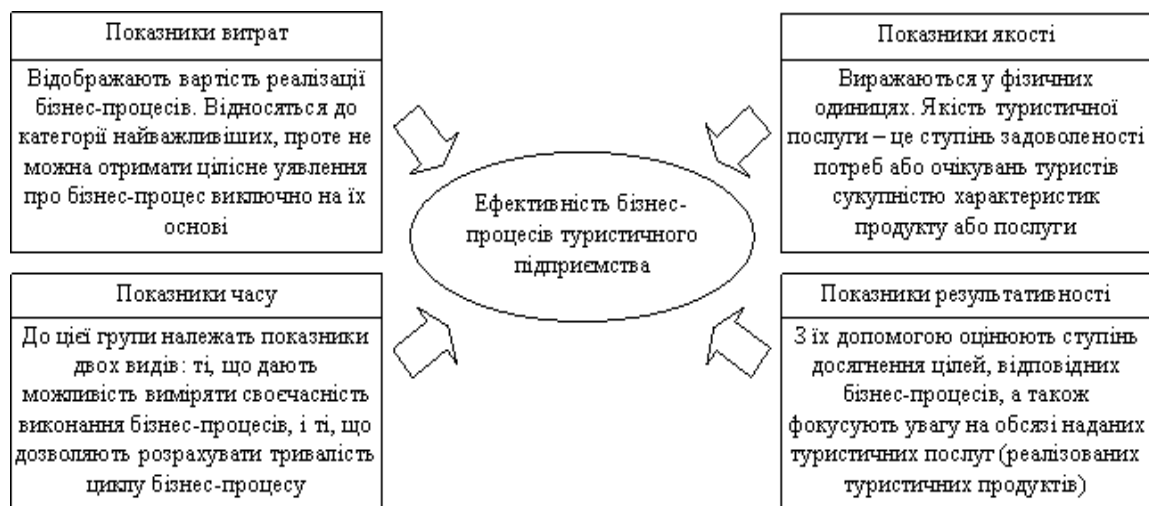 Показники витрат
Відображають вартість реалізації
бізнес-процесів. Відносяться до
категорії найважливіших, проте не
можна отримати цілісне уявлення
про бізнес-процес виключно на їх
основі
Показники часу
До цієї групи належать показники
двох видів: ті, що дають
можливість виміряти своєчасність
виконання бізнес-процесів, і ті, що
дозволяють розрахувати тривалість
циклу бізнес-процесу
Ефективність бізнес-
процесів туристичного
підприємства
Показники якості
Виражаються у фізичних
одиницях. Якість туристичної
послуги – це ступінь задоволеності
потреб або очікувань туристів
сукупністю характеристик
продукту або послуги
Показники результативності
З їх допомогою оцінюють ступінь
досягнення цілей, відповідних
бізнес-процесів, а також
фокусують увагу на обсязі наданих
туристичних послуг (реалізованих
туристичних продуктів)